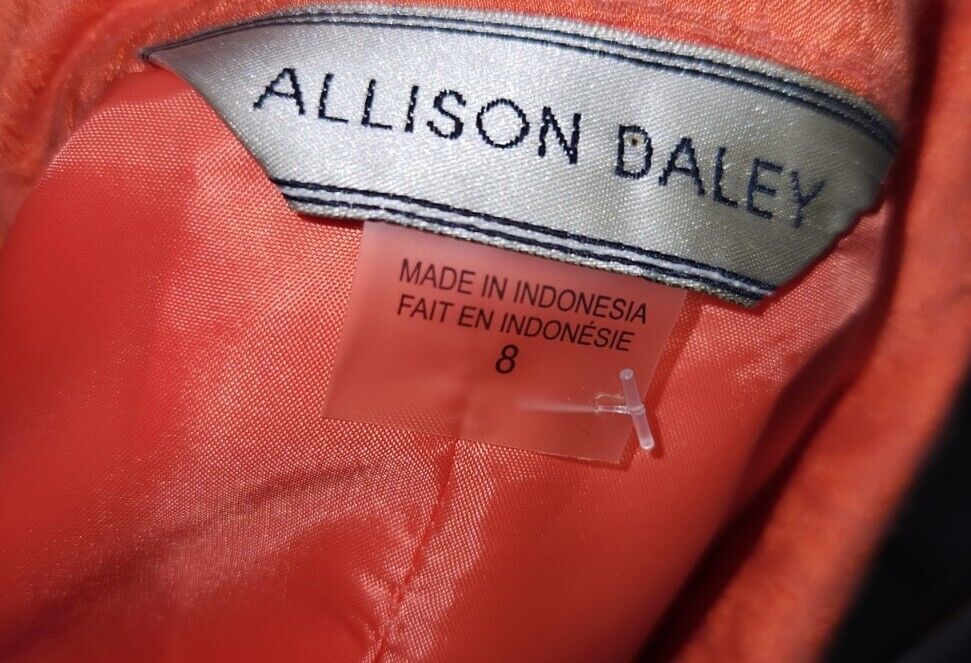 ALLISON DALEY
MADE IN INDONESIA
FAIT EN INDONÉSIE
8